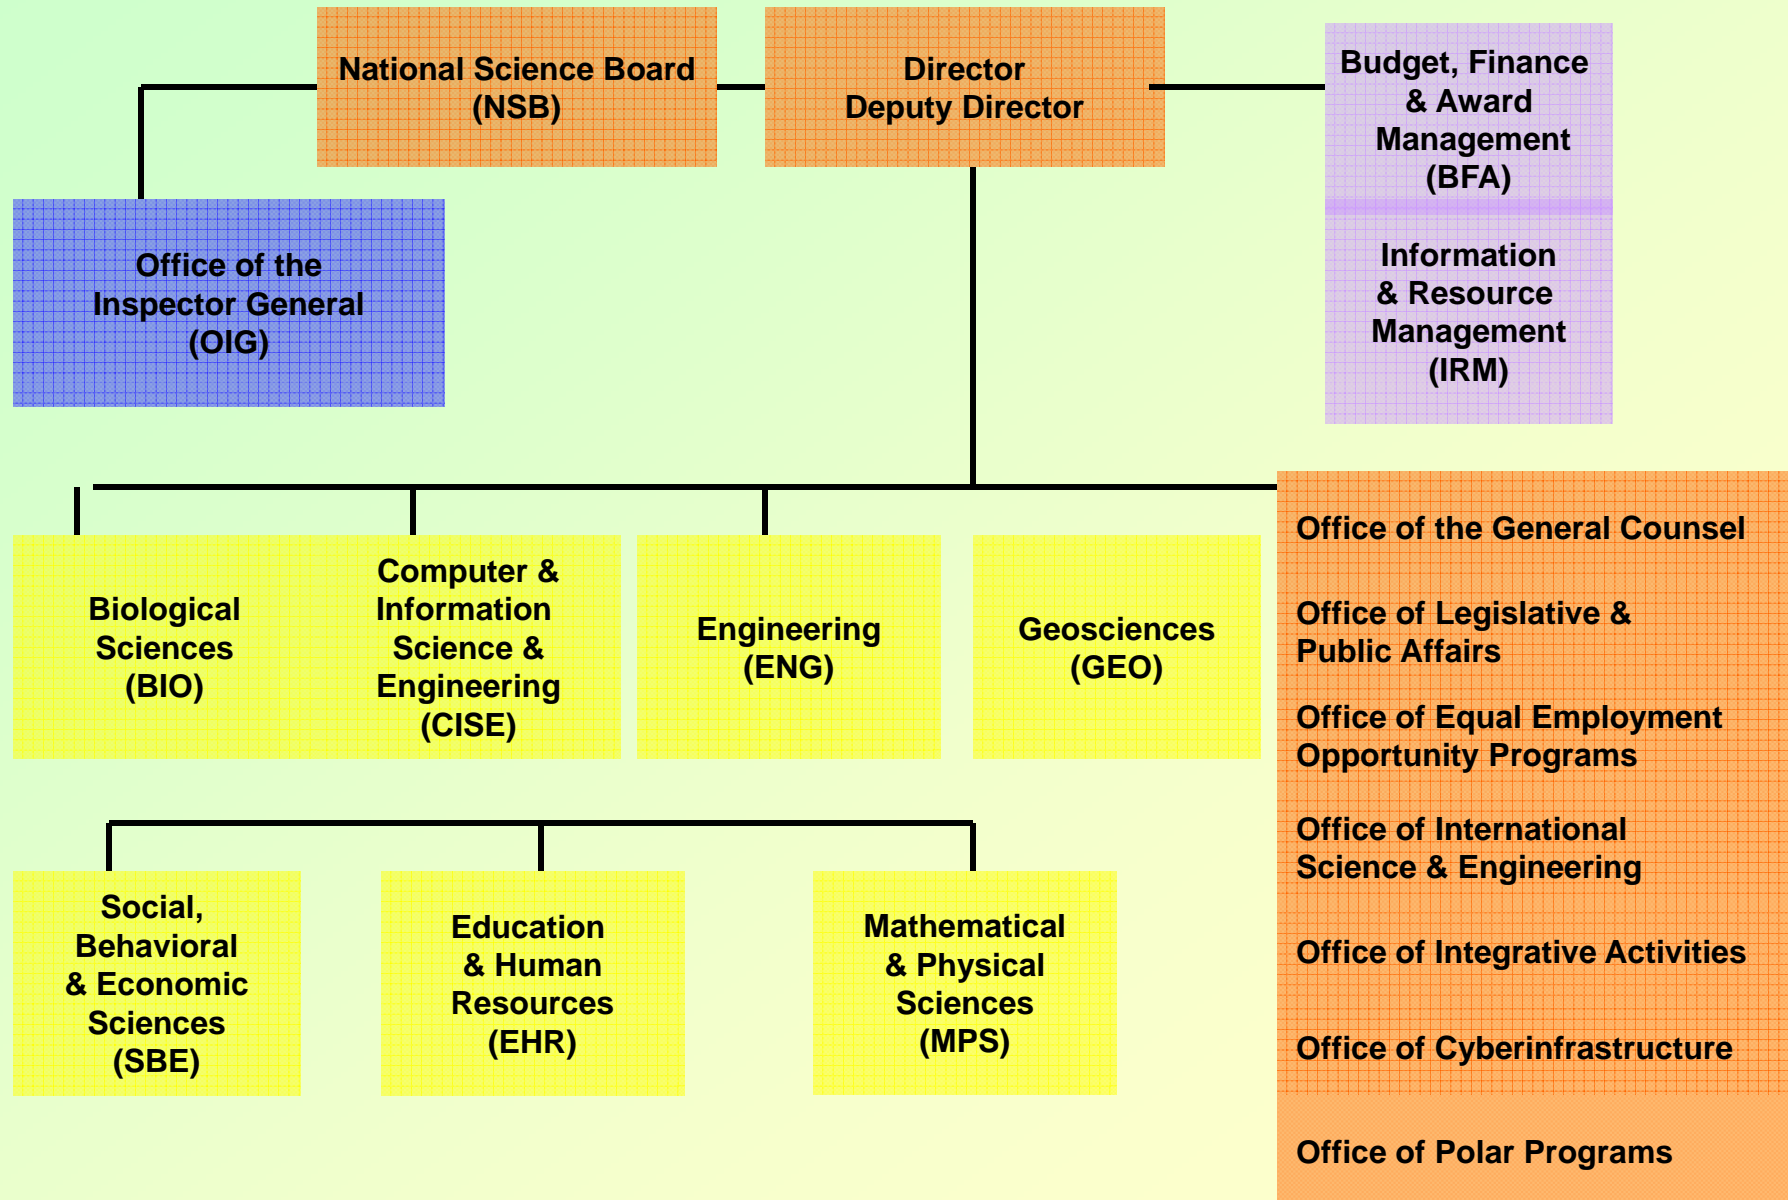 National Science Board
(NSB)
Director
Deputy Director
Budget, Finance
& Award
Management
(BFA)
Information
& Resource
Management
(IRM)
Office of the
Inspector General
(OIG)
Biological
Sciences
(BIO)
Computer &
Information
Science &
Engineering
(CISE)
Engineering
(ENG)
Geosciences
(GEO)
Social,
Behavioral
& Economic
Sciences
(SBE)
Education
& Human
Resources
(EHR)
Mathematical
& Physical
Sciences
(MPS)
Office of the General Counsel
Office of Legislative &
Public Affairs
Office of Equal Employment
Opportunity Programs
Office of International
Science & Engineering
Office of Integrative Activities
Office of Cyberinfrastructure
Office of Polar Programs